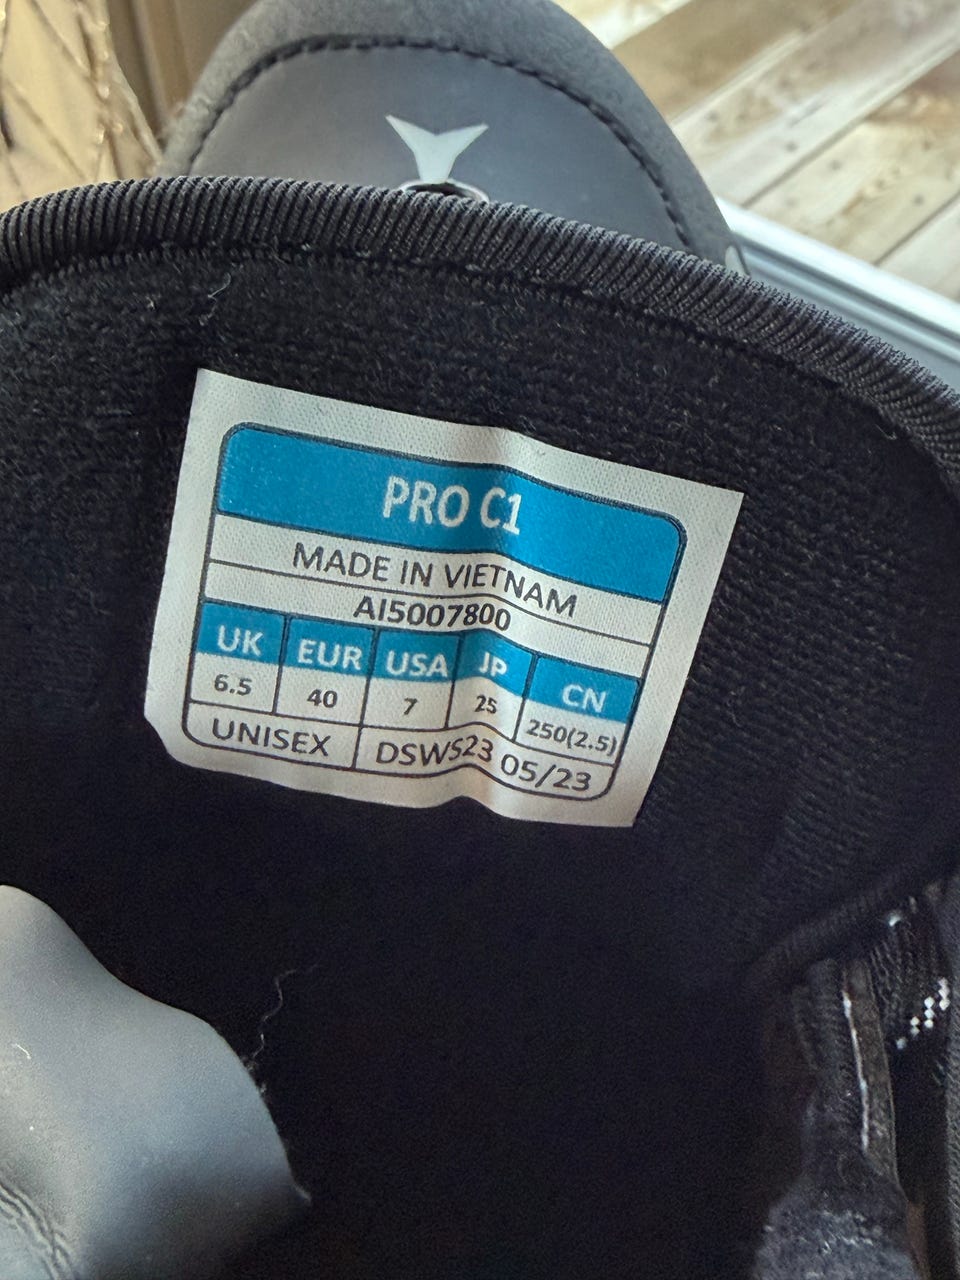 PRO C1
MADE IN VIETNAM
AI5007800
UK EUR USA JP CN
6.5 40 7 25 250(2.5)
UNISEX DSWS23 05/23